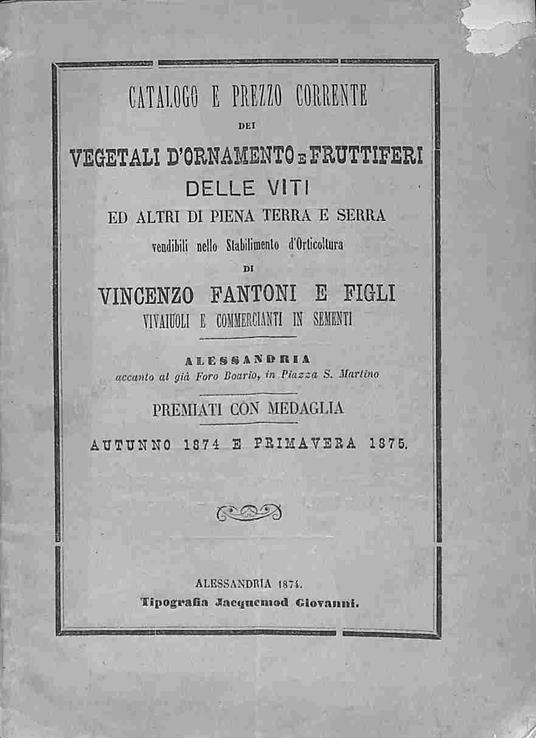 CATALOGO E PREZZO CORRENTE
DEI
VEGETALI D'ORNAMENTO E FRUTTIFERI
DELLE VITI
ED ALTRI DI PIENA TERRA E SERRA
vendibili nello Stabilimento d'Orticoltura
DI
VINCENZO FANTONI E FIGLI
VIVAIUOLI E COMMERCIANTI IN SEMENTI
ALESSANDRIA
accanto al già Foro Boario, in Piazza S. Martino
PREMIATI CON MEDAGLIA
AUTUNNO 1874 E PRIMAVERA 1875.
ALESSANDRIA 1874.
Tipografia Jacquemod Giovanni.